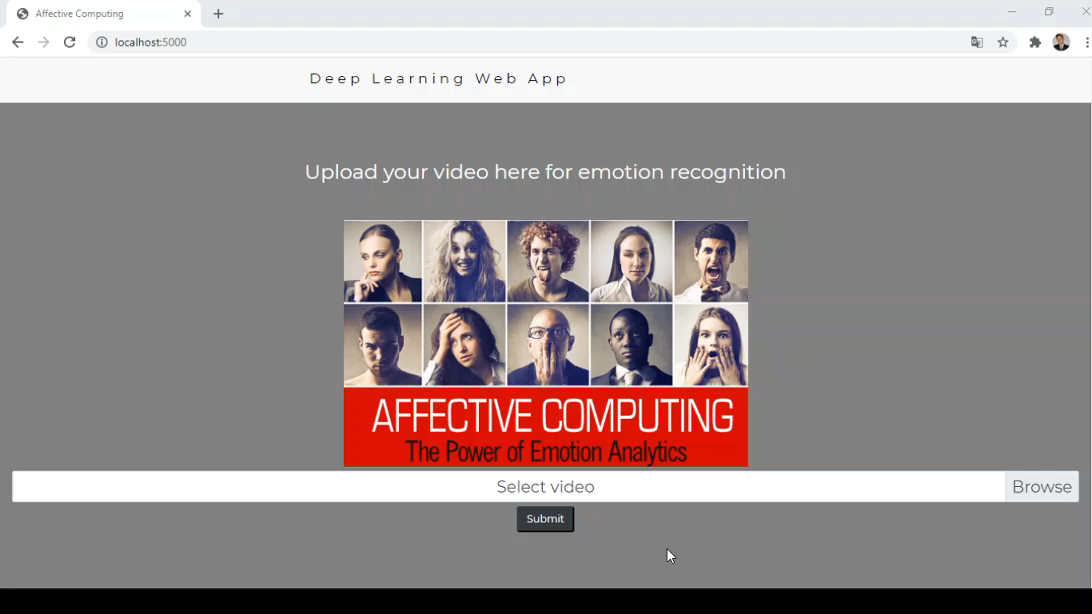 Affective Computing
localhost:5000
Deep Learning Web App
Upload your video here for emotion recognition
AFFECTIVE COMPUTING
The Power of Emotion Analytics
Select video
Browse
Submit